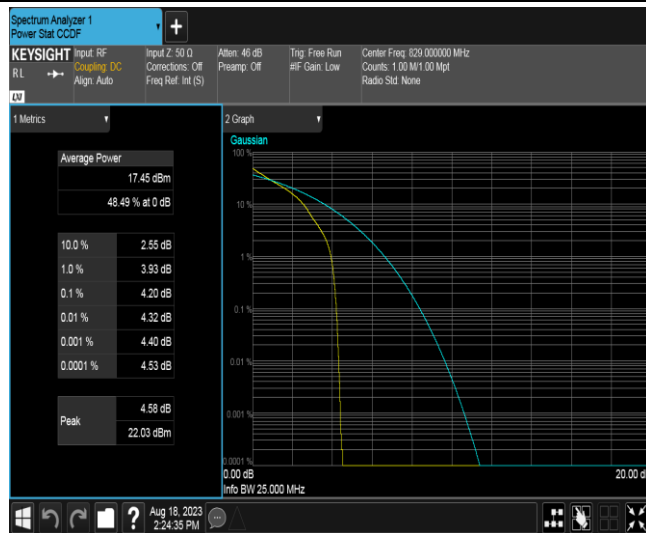 Spectrum Analyzer 1
Power Stat CCDF
+
KEYSIGHT
RL
LXI
Input: RF
Coupling: DC
Align: Auto
Input Z: 50 Ω
Corrections: Off
Freq Ref: Int (S)
Atten: 46 dB
Preamp: Off
Trig: Free Run
#IF Gain: Low
Center Freq: 829.000000 MHz
Counts: 1.00 M/1.00 Mpt
Radio Std: None
1 Metrics
Average Power
17.45 dBm
48.49 % at 0 dB
10.0 % 2.55 dB
1.0 % 3.93 dB
0.1 % 4.20 dB
0.01 % 4.32 dB
0.001 % 4.40 dB
0.0001 % 4.53 dB
Peak
4.58 dB
22.03 dBm
2 Graph
Gaussian
100 %
10 %
1 %
0.1 %
0.01 %
0.001 %
0.0001 %
0.00 dB 20.00 d
Info BW 25.000 MHz
? Aug 18, 2023
2:24:35 PM